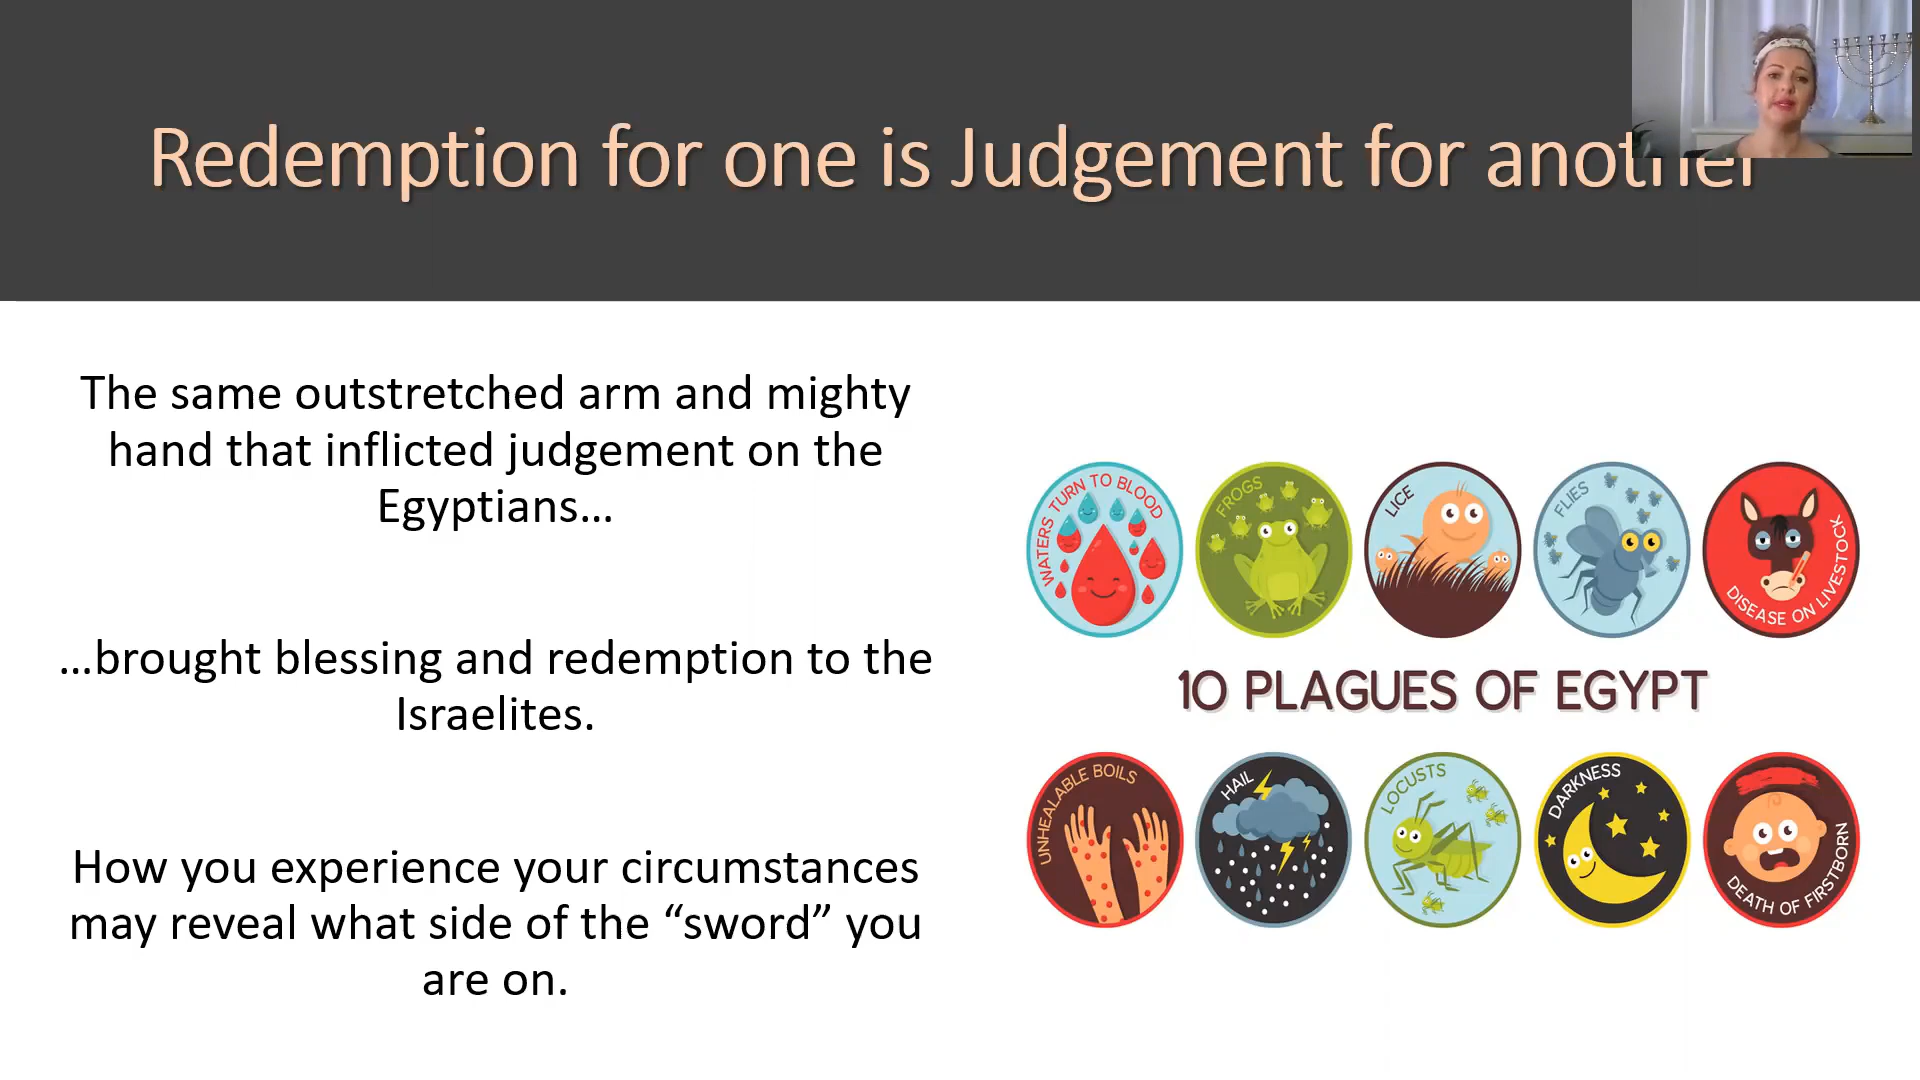 Redemption for one is Judgement for another
The same outstretched arm and mighty
hand that inflicted judgement on the
Egyptians…
…brought blessing and redemption to the
Israelites.
How you experience your circumstances
may reveal what side of the “sword” you
are on.
WATERS TURN TO BLOOD
FROGS
LICE
FLIES
DISEASE ON LIVESTOCK
10 PLAGUES OF EGYPT
UNHEALABLE BOILS
HAIL
LOCUSTS
DARKNESS
DEATH OF FIRSTBORN